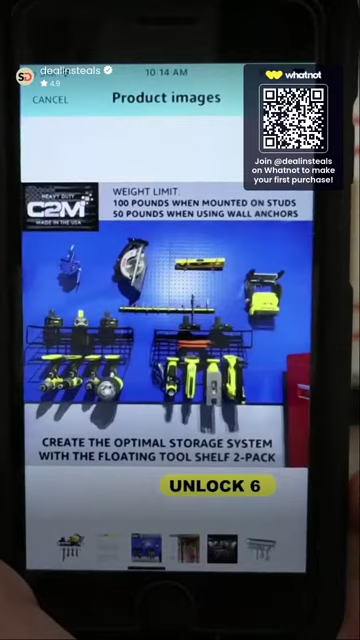 dealinsteals
★ 4.9
10:14 AM
CANCEL
Product images
whatnot
Join @dealinsteals
on Whatnot to make
your first purchase!
HEAVY DUTY
C2M
MADE IN THE USA
WEIGHT LIMIT:
100 POUNDS WHEN MOUNTED ON STUDS
50 POUNDS WHEN USING WALL ANCHORS
CREATE THE OPTIMAL STORAGE SYSTEM
WITH THE FLOATING TOOL SHELF 2-PACK
UNLOCK 6